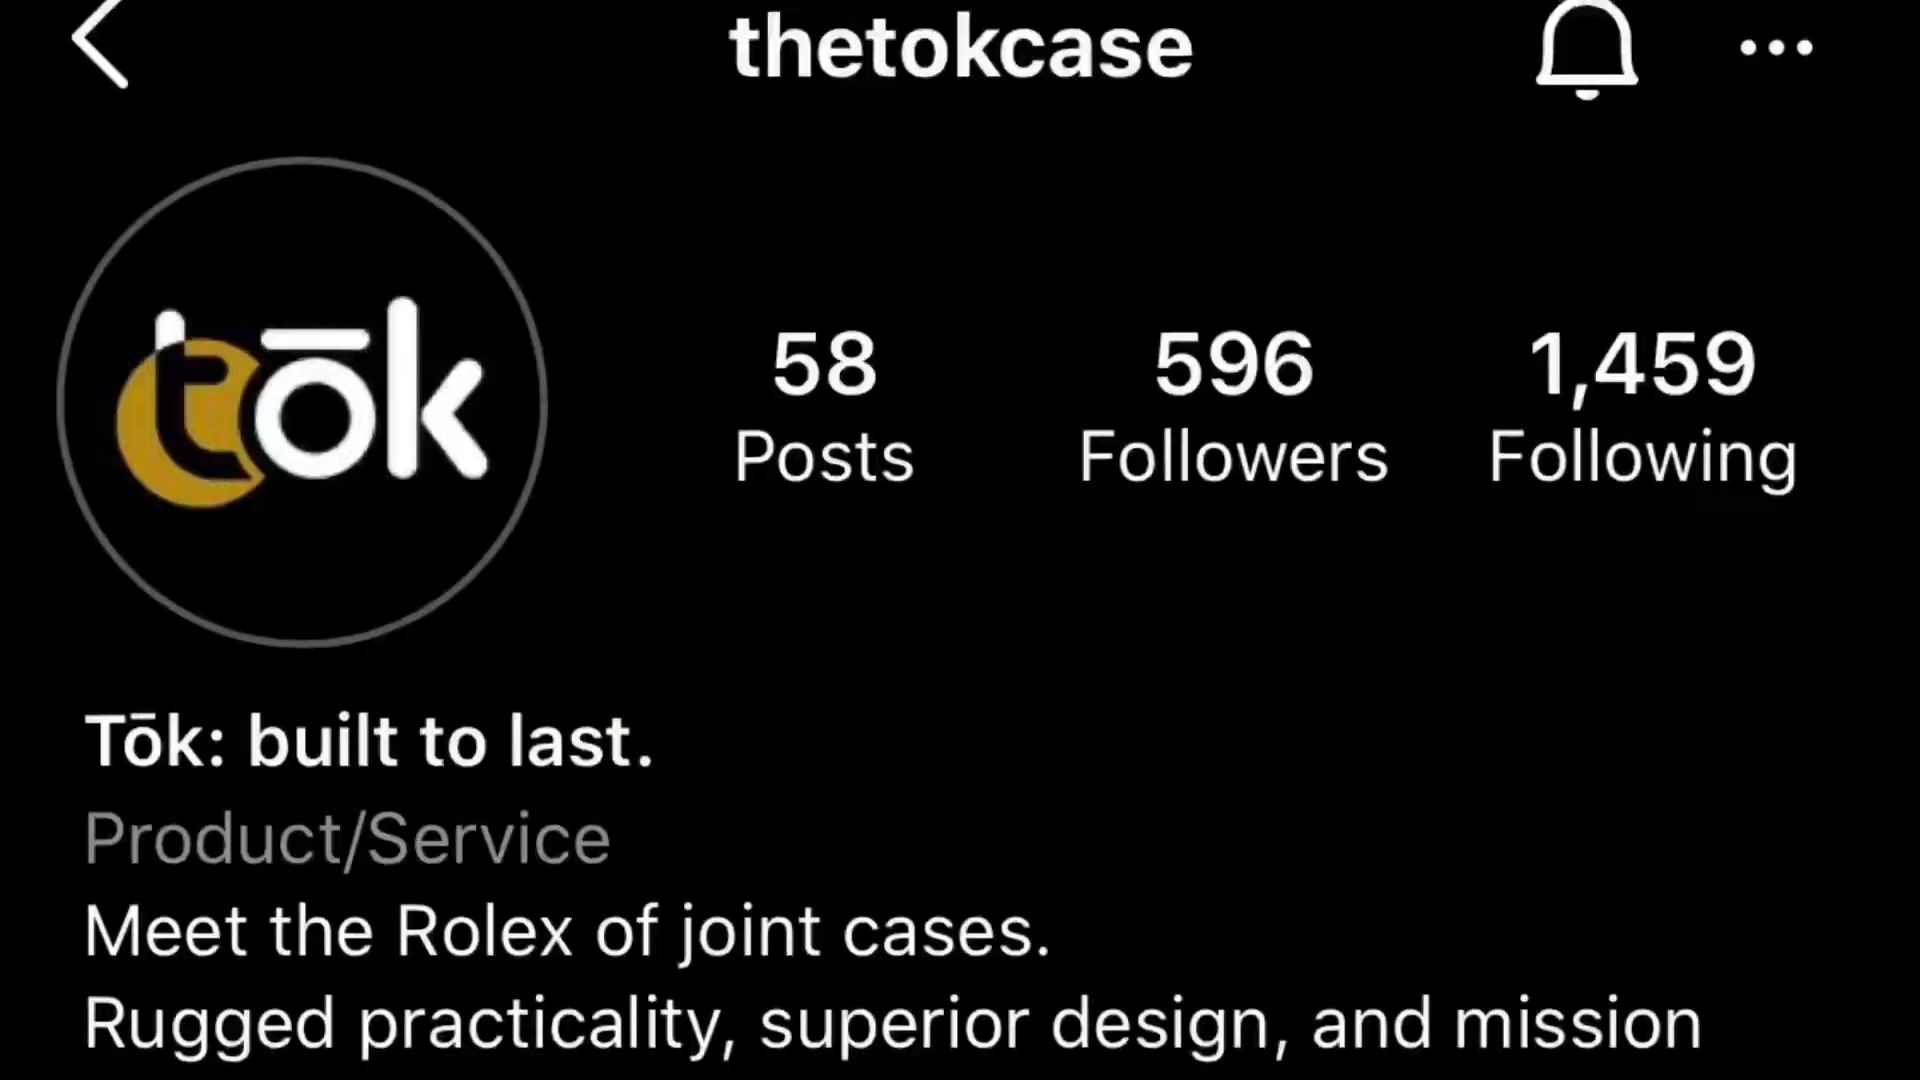 thetokcase
tōk
58
596
1,459
Posts
Followers
Following
Tōk: built to last.
Product/Service
Meet the Rolex of joint cases.
Rugged practicality, superior design, and mission